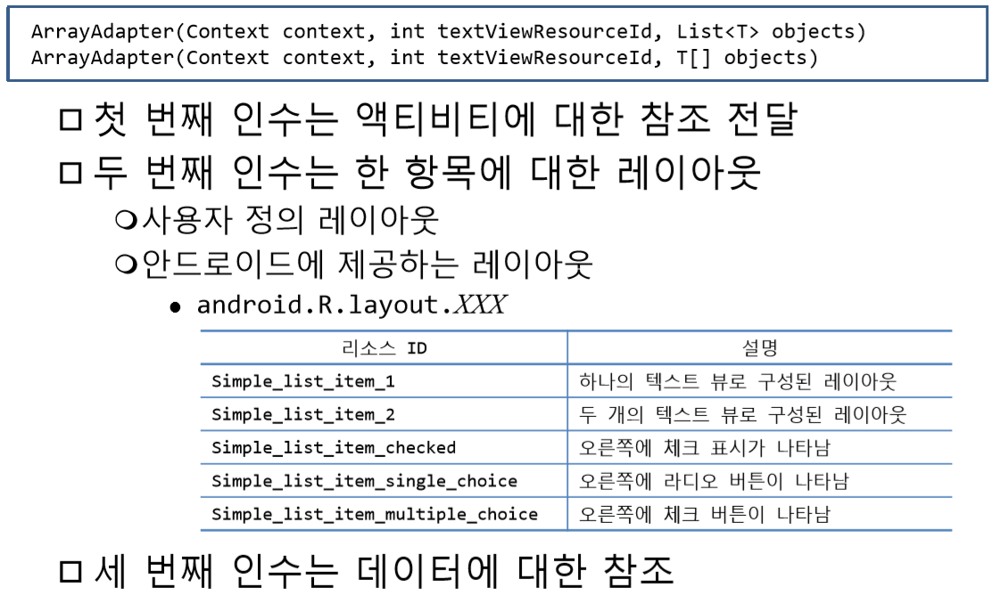 ArrayAdapter(Context context, int textViewResourceId, List<T> objects)
ArrayAdapter(Context context, int textViewResourceId, T[] objects)
첫 번째 인수는 액티비티에 대한 참조 전달
두 번째 인수는 한 항목에 대한 레이아웃
사용자 정의 레이아웃
안드로이드에 제공하는 레이아웃
• android.R.layout.XXX
리소스 ID 설명
Simple_list_item_1 하나의 텍스트 뷰로 구성된 레이아웃
Simple_list_item_2 두 개의 텍스트 뷰로 구성된 레이아웃
Simple_list_item_checked 오른쪽에 체크 표시가 나타남
Simple_list_item_single_choice 오른쪽에 라디오 버튼이 나타남
Simple_list_item_multiple_choice 오른쪽에 체크 버튼이 나타남
세 번째 인수는 데이터에 대한 참조